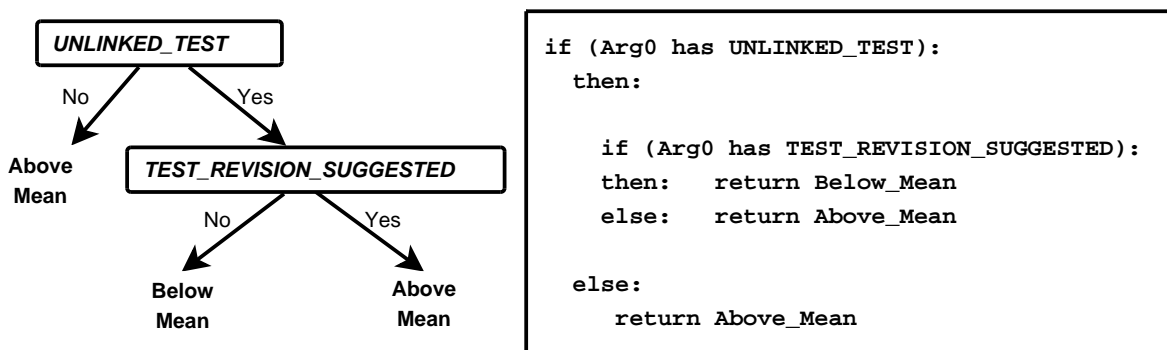 UNLINKED_TEST
No
Yes
Above
Mean
TEST_REVISION_SUGGESTED
No
Yes
Below
Mean
Above
Mean
if (Arg0 has UNLINKED_TEST):
then:
if (Arg0 has TEST_REVISION_SUGGESTED):
then: return Below_Mean
else: return Above_Mean
else:
return Above_Mean